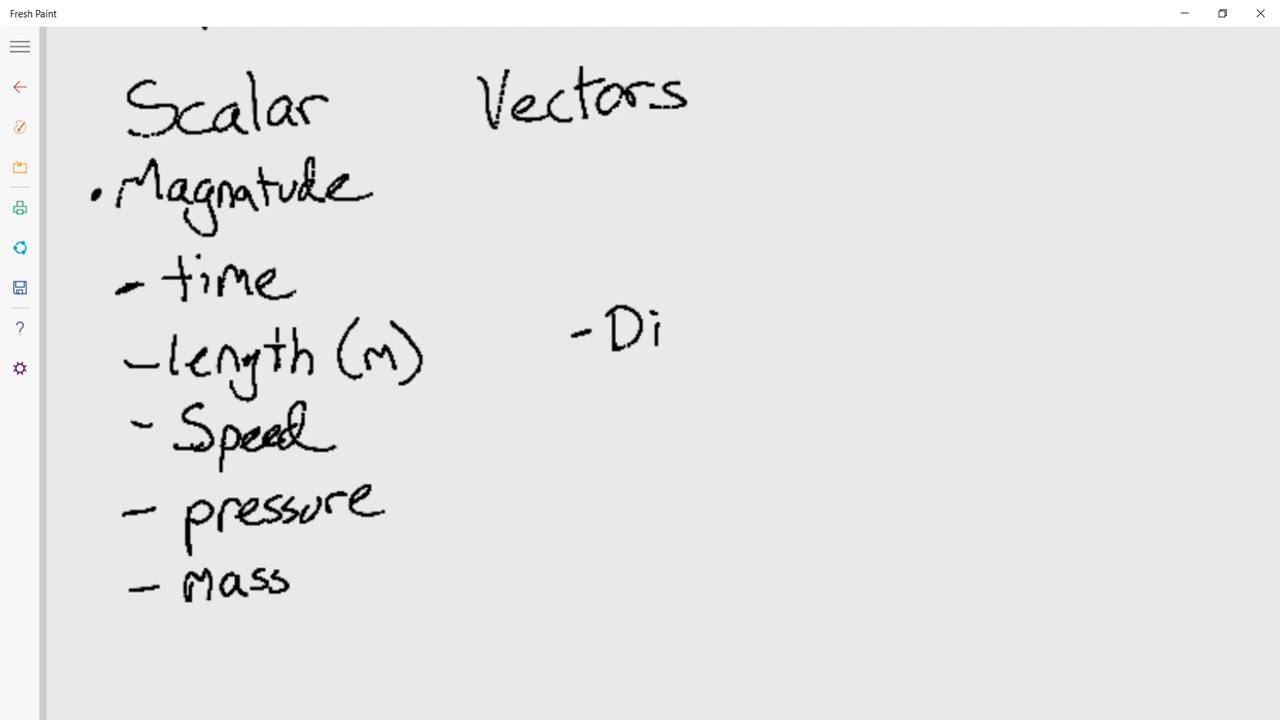 Fresh Paint
Scalar Vectors
• Magnatude
- time
- length (m) - Di
- Speed
- pressure
- mass
?